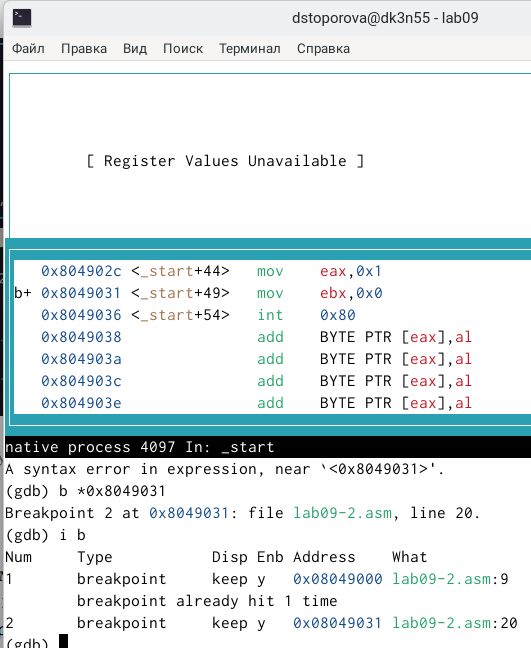 dstoporova@dk3n55 - lab09
Файл Правка Вид Поиск Терминал Справка
[ Register Values Unavailable ]
0x804902c <_start+44> mov eax,0x1
b+ 0x8049031 <_start+49> mov ebx,0x0
0x8049036 <_start+54> int 0x80
0x8049038 add BYTE PTR [eax],al
0x804903a add BYTE PTR [eax],al
0x804903c add BYTE PTR [eax],al
0x804903e add BYTE PTR [eax],al
native process 4097 In: _start
A syntax error in expression, near `<0x8049031>'.
(gdb) b *0x8049031
Breakpoint 2 at 0x8049031: file lab09-2.asm, line 20.
(gdb) i b
Num Type Disp Enb Address What
1 breakpoint keep y 0x08049000 lab09-2.asm:9
breakpoint already hit 1 time
2 breakpoint keep y 0x08049031 lab09-2.asm:20
(gdb)